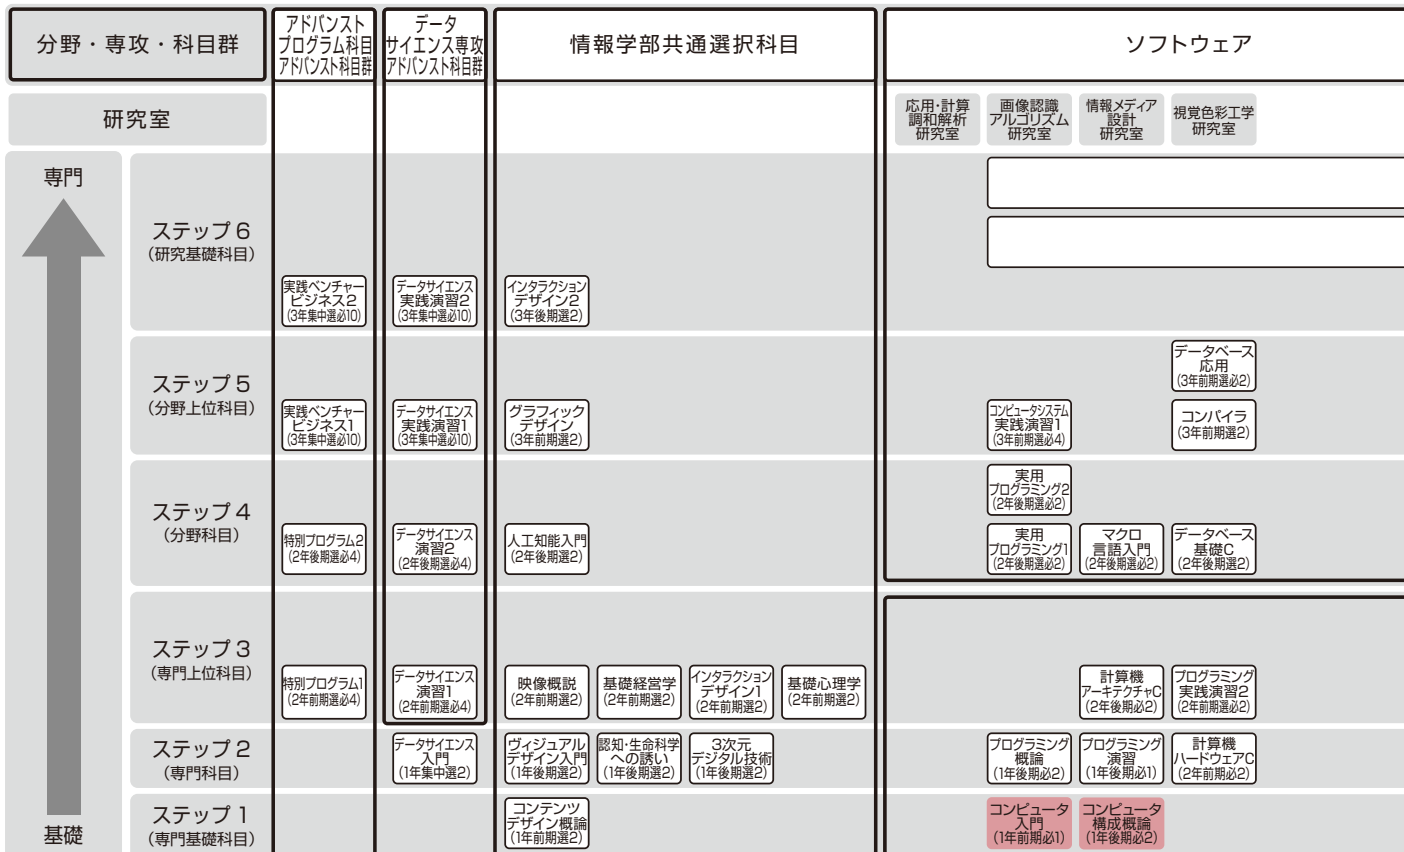 分野・専攻・科目群
アドバンスト
プログラム科目
アドバンスト科目群
データ
サイエンス専攻
アドバンスト科目群
情報学部共通選択科目
ソフトウェア
研究室
応用・計算
調和解析
研究室
画像認識
アルゴリズム
研究室
情報メディア
設計
研究室
視覚色彩工学
研究室
専門
ステップ6
(研究基礎科目)
実践ベンチャー
ビジネス2
(3年集中選必10)
データサイエンス
実践演習2
(3年集中選必10)
インタラクション
デザイン2
(3年後期選2)
ステップ5
(分野上位科目)
データベース
応用
(3年前期選必2)
実践ベンチャー
ビジネス1
(3年集中選必10)
データサイエンス
実践演習1
(3年集中選必10)
グラフィック
デザイン
(3年前期選2)
コンピュータシステム
実践演習1
(3年前期選必4)
コンパイラ
(3年前期選2)
ステップ4
(分野科目)
実用
プログラミング2
(2年後期選必2)
特別プログラム2
(2年後期選必4)
データサイエンス
演習2
(2年後期選必4)
人工知能入門
(2年後期選2)
実用
プログラミング1
(2年後期選必2)
マクロ
言語入門
(2年後期選必2)
データベース
基礎C
(2年後期選2)
ステップ3
(専門上位科目)
特別プログラム1
(2年前期選必4)
データサイエンス
演習1
(2年前期選必4)
映像概説
(2年前期選2)
基礎経営学
(2年前期選2)
インタラクション
デザイン1
(2年前期選2)
基礎心理学
(2年前期選2)
計算機
アーキテクチャC
(2年後期必2)
プログラミング
実践演習2
(2年前期選必2)
ステップ2
(専門科目)
データサイエンス
入門
(1年集中選2)
ヴィジュアル
デザイン入門
(1年後期選2)
認知・生命科学
への誘い
(1年後期選2)
3次元
デジタル技術
(1年後期選2)
プログラミング
概論
(1年後期必2)
プログラミング
演習
(1年後期必1)
計算機
ハードウェアC
(2年前期必2)
ステップ1
(専門基礎科目)
コンテンツ
デザイン概論
(1年前期選2)
コンピュータ
入門
(1年前期必1)
コンピュータ
構成概論
(1年後期必2)
基礎